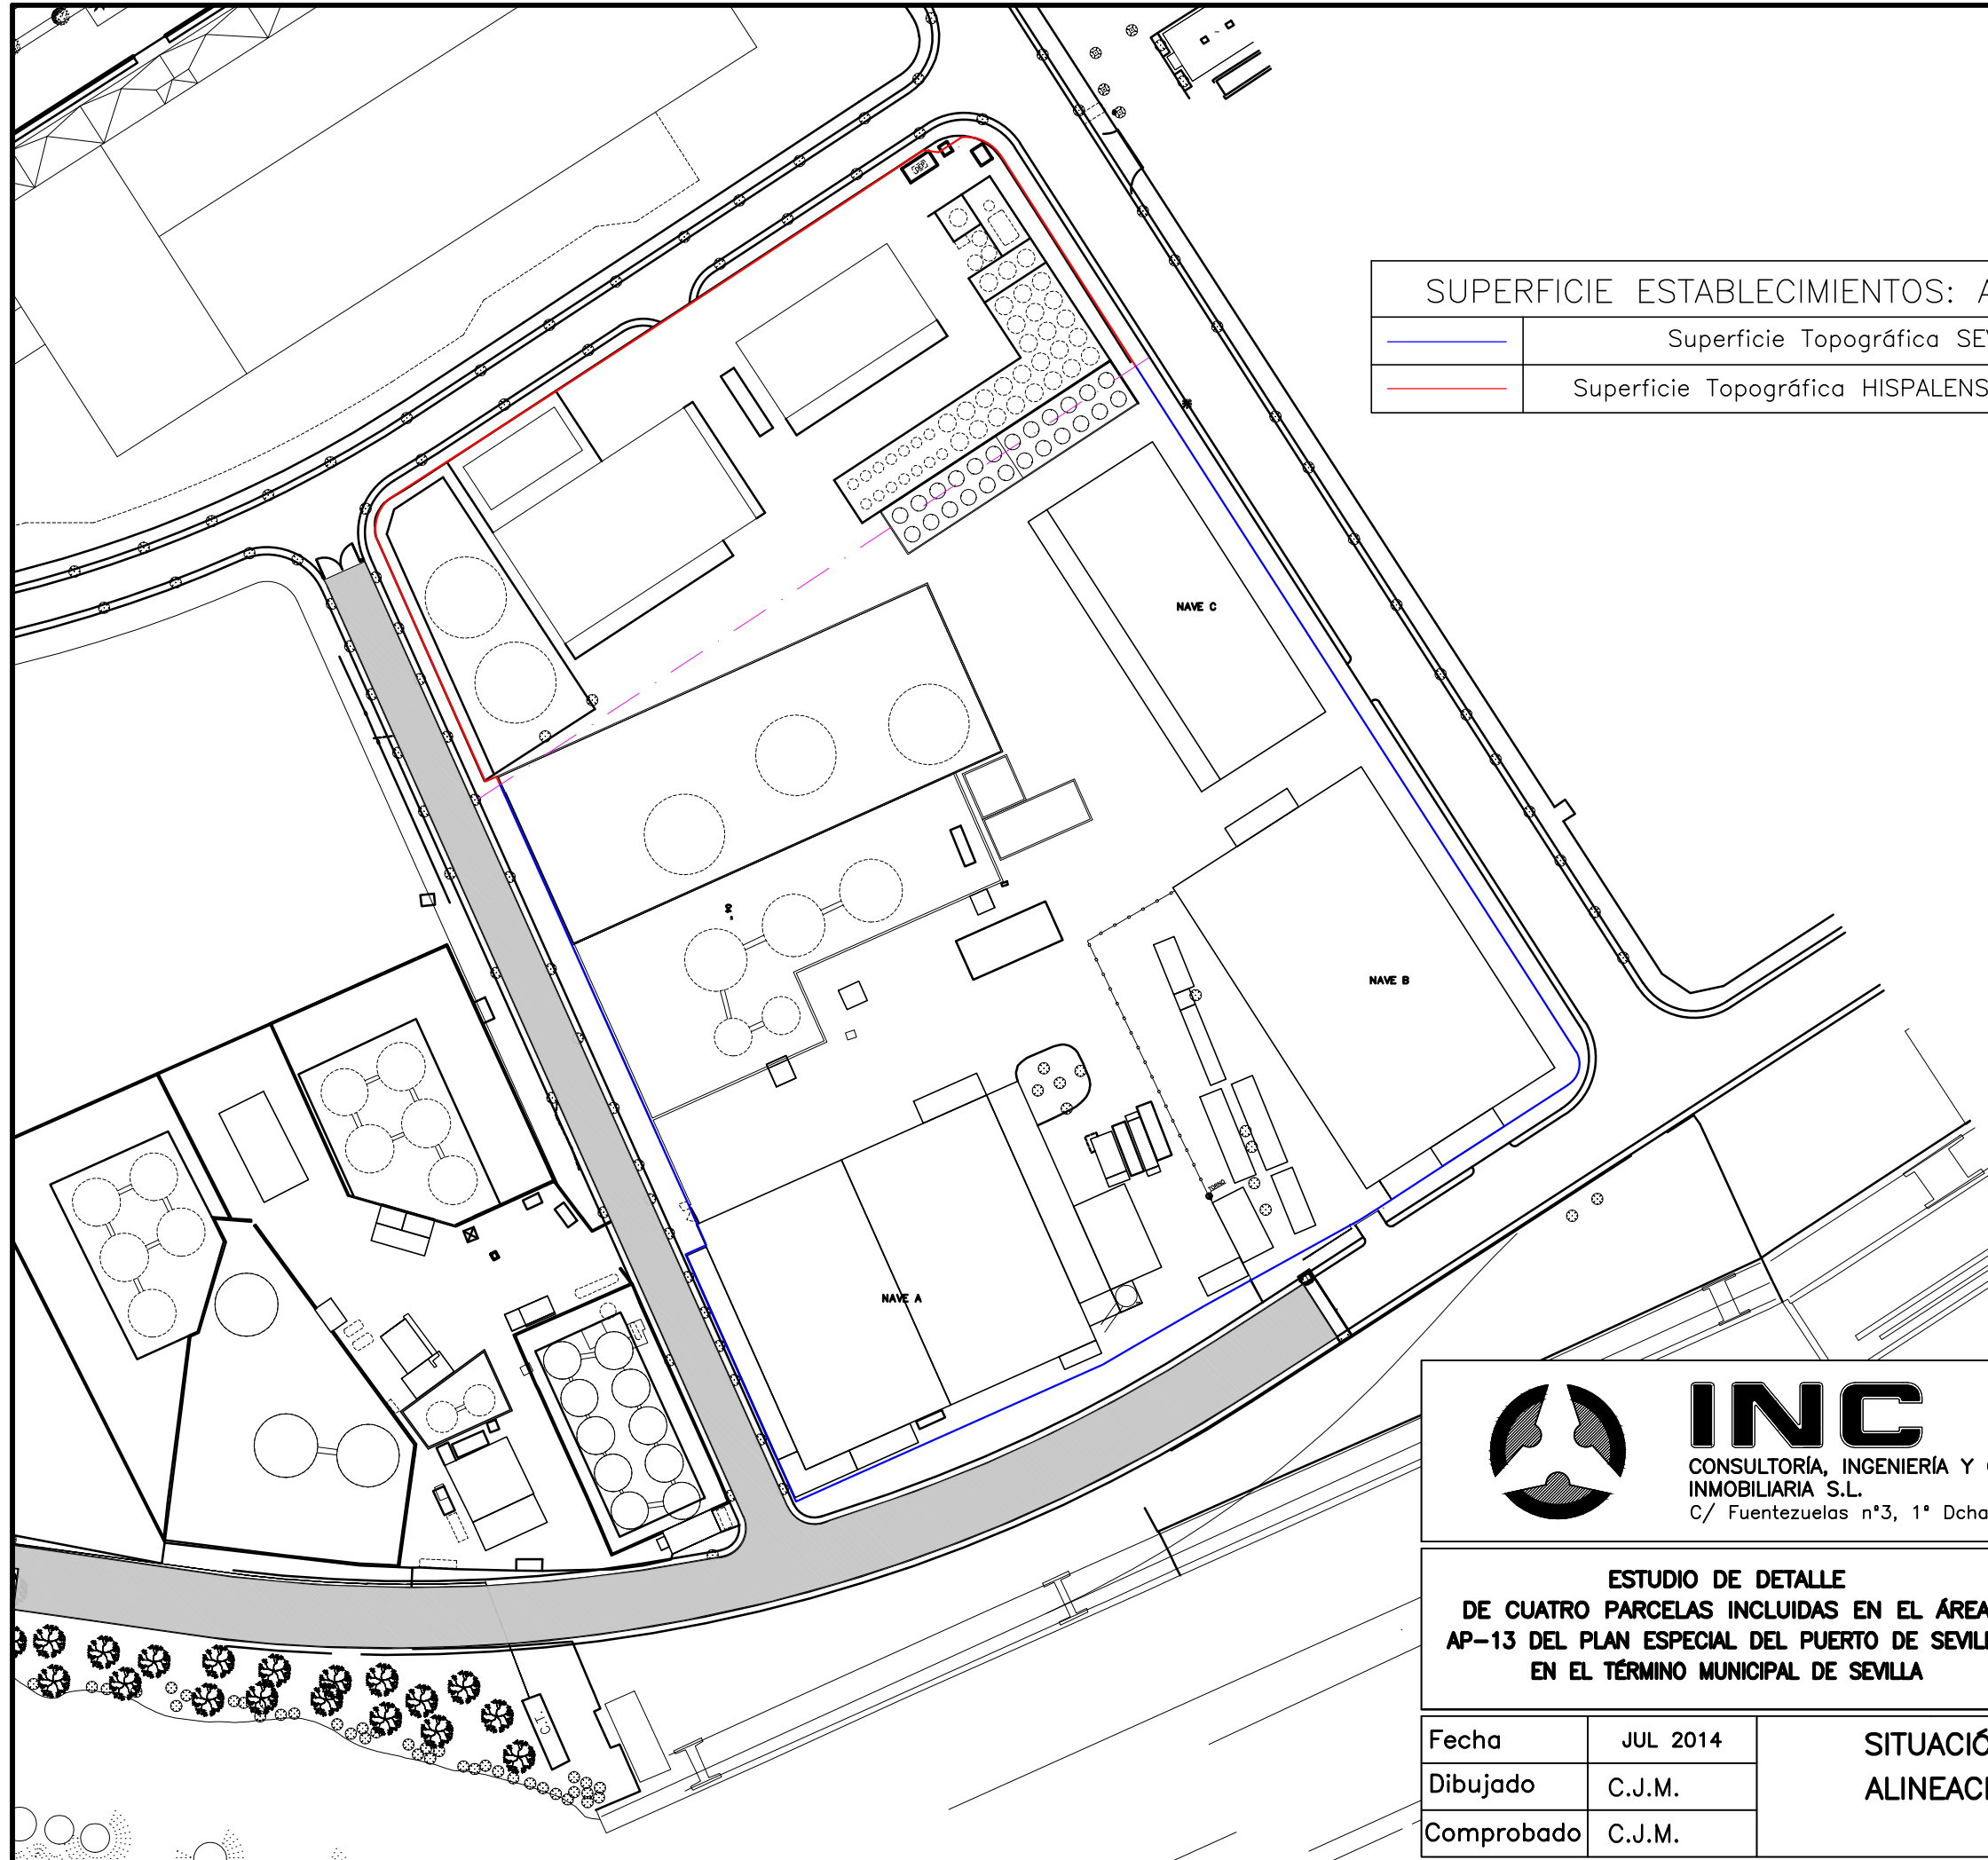 SUPERFICIE ESTABLECIMIENTOS:
Superficie Topográfica
Superficie Topográfica
NAVE C
NAVE B
TORNO
NAVE A
C.T.
INC
CONSULTORÍA, INGENIERÍA Y
INMOBILIARIA S.L.
C/ Fuentezuelas nº3, 1º Dcha
ESTUDIO DE DETALLE
DE CUATRO PARCELAS INCLUIDAS EN EL ÁREA
AP-13 DEL PLAN ESPECIAL DEL PUERTO DE
EN EL TÉRMINO MUNICIPAL DE SEVILLA
Fecha JUL 2014
Dibujado C.J.M.
Comprobado C.J.M.